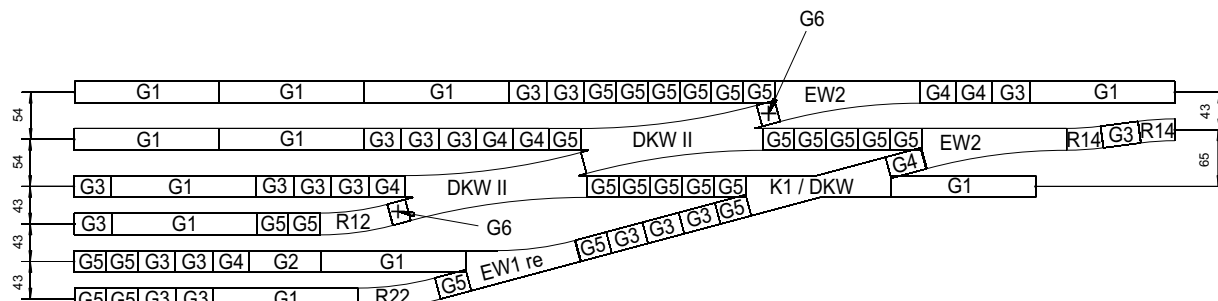 G6
G1 G1 G1 G3 G3 G5 G5 G5 G5 G5 G5 EW2 G4 G4 G3 G1
54 43
G1 G1 G3 G3 G3 G4 G4 G5 DKW II G5 G5 G5 G5 G5 EW2 R14 G3 R14
54 65
G4
G3 G1 G3 G3 G3 G4 DKW II G5 G5 G5 G5 G5 K1 / DKW G1
43
G3 G1 G5 G5 R12 G6 G5 G3 G3 G3 G5
43
G5 G5 G3 G3 G4 G2 G1 EW1 re
43
G5 G5 G3 G3 G1 R22 G5